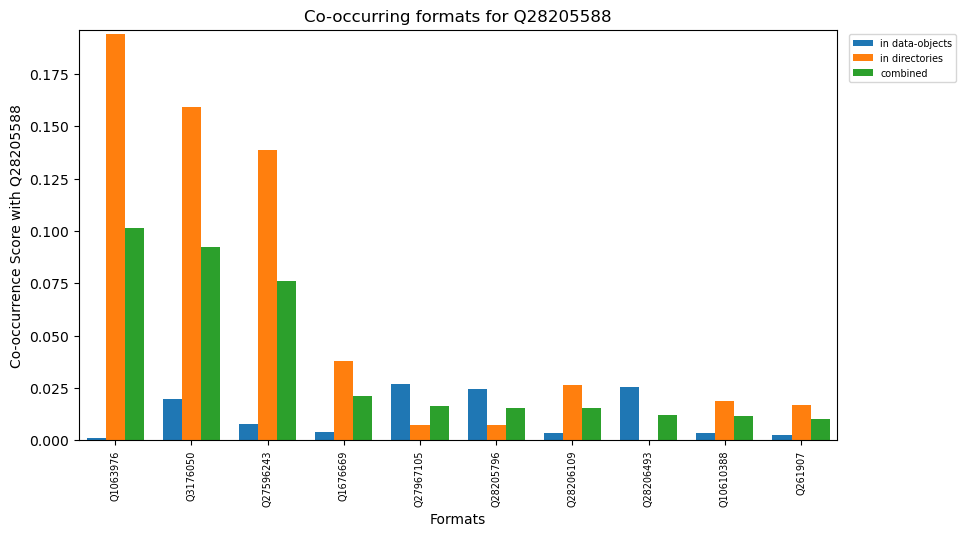 Co-occurring formats for Q28205588
in data-objects
in directories
combined
Co-occurrence Score with Q28205588
0.175
0.150
0.125
0.100
0.075
0.050
0.025
0.000
Q1063976
Q3176050
Q27596243
Q1676669
Q27967105
Q28205796
Q28206109
Q28206493
Q10610388
Q261907
Formats